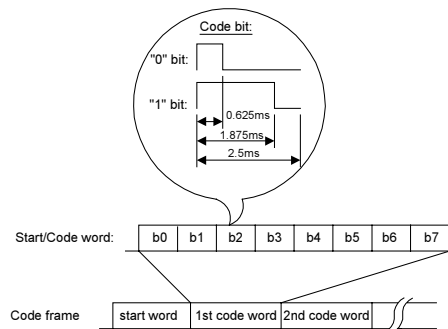 Code bit:
"0" bit:
"1" bit:
0.625ms
1.875ms
2.5ms
Start/Code word: b0 b1 b2 b3 b4 b5 b6 b7
Code frame start word 1st code word 2nd code word